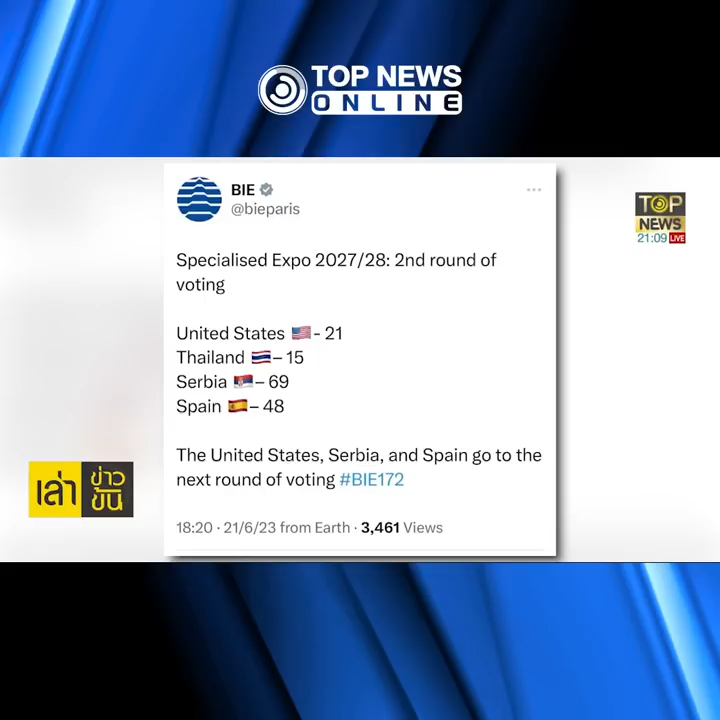 TOP NEWS
ONLINE
BIE
@bieparis
TOP
NEWS
21:09 LIVE
Specialised Expo 2027/28: 2nd round of
voting
United States 🇺🇸- 21
Thailand 🇹🇭– 15
Serbia 🇷🇸– 69
Spain 🇪🇸– 48
The United States, Serbia, and Spain go to the
next round of voting #BIE172
เล่า
ข่าว
ข้น
18:20 · 21/6/23 from Earth · 3,461 Views